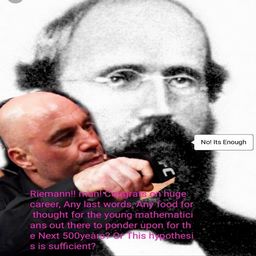 No! Its Enough
Riemann!! man! Congrats on huge
career, Any last words, Any food for
thought for the young mathematici
ans out there to ponder upon for th
e Next 500years? Or This hypothesi
s is sufficient?